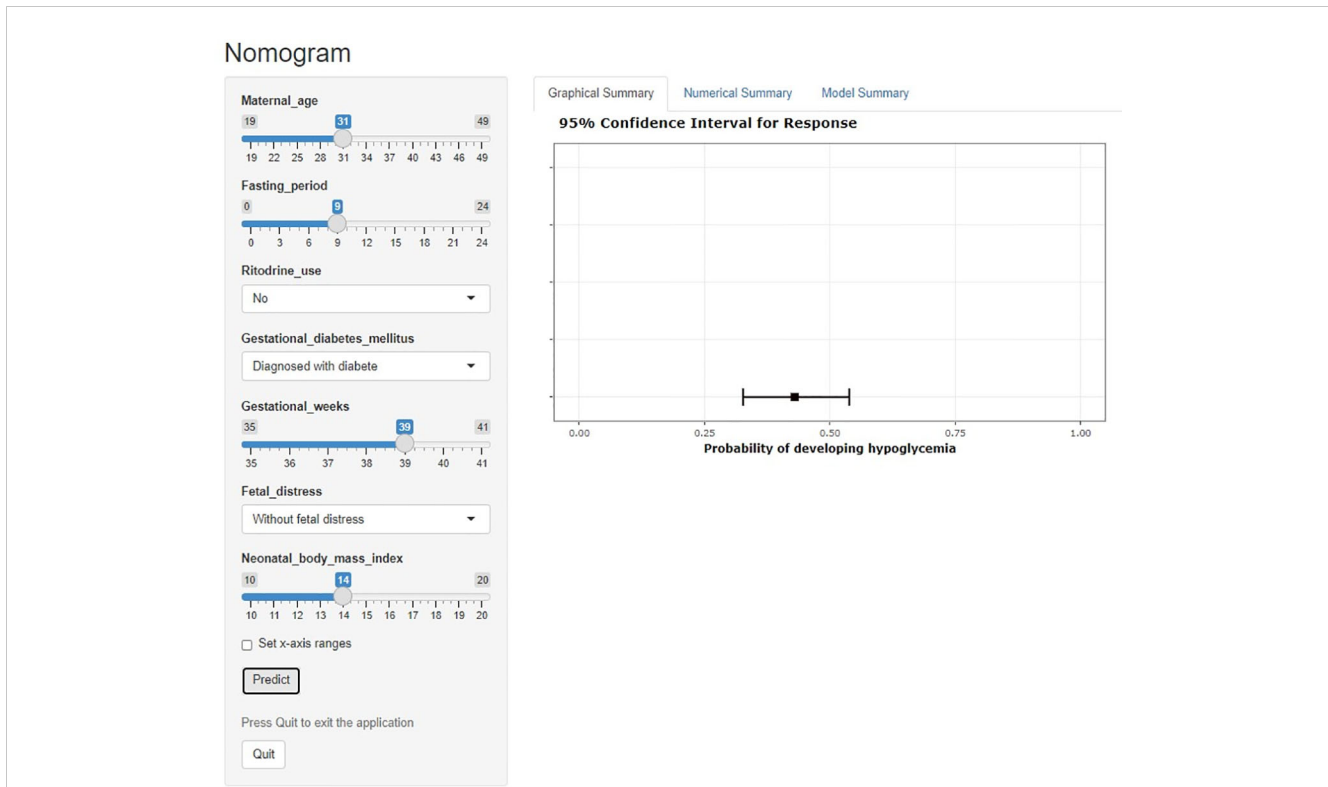 Nomogram
Maternal_age
19 31 49
19 22 25 28 31 34 37 40 43 46 49
Fasting_period
0 9 24
0 3 6 9 12 15 18 21 24
Ritodrine_use
No
Gestational_diabetes_mellitus
Diagnosed with diabete
Gestational_weeks
35 39 41
35 36 37 38 39 40 41
Fetal_distress
Without fetal distress
Neonatal_body_mass_index
10 14 20
10 11 12 13 14 15 16 17 18 19 20
Set x-axis ranges
Predict
Press Quit to exit the application
Quit
Graphical Summary Numerical Summary Model Summary
95% Confidence Interval for Response
0.00 0.25 0.50 0.75 1.00
Probability of developing hypoglycemia